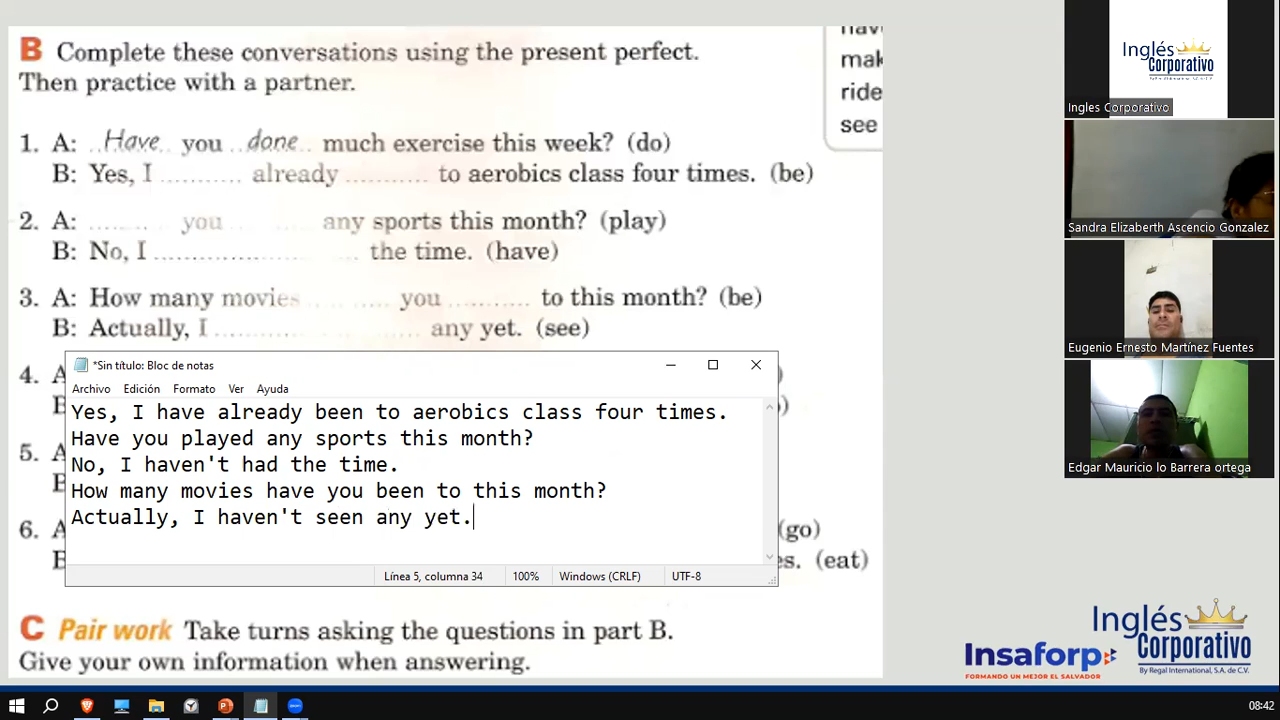 B Complete these conversations using the present perfect.
Then practice with a partner.
1. A: Have you done much exercise this week? (do)
B: Yes, I .......... already .......... to aerobics class four times. (be)
2. A: .......... you any sports this month? (play)
B: No, I .......... the time. (have)
3. A: How many movies .......... you .......... to this month? (be)
B: Actually, I .......... any yet. (see)
4. A
5. A
6. A (go)
es. (eat)
ride
see
*Sin título: Bloc de notas
Archivo Edición Formato Ver Ayuda
Yes, I have already been to aerobics class four times.
Have you played any sports this month?
No, I haven't had the time.
How many movies have you been to this month?
Actually, I haven't seen any yet.
Línea 5, columna 34 100% Windows (CRLF) UTF-8
C Pair work Take turns asking the questions in part B.
Give your own information when answering.
Inglés
Corporativo
Ingles Corporativo
Sandra Elizaberth Ascencio Gonzalez
Eugenio Ernesto Martínez Fuentes
Edgar Mauricio lo Barrera ortega
Insaforp
FORMANDO UN MEJOR EL SALVADOR
Inglés
Corporativo
By Regal International, S.A. de C.V.
08:42